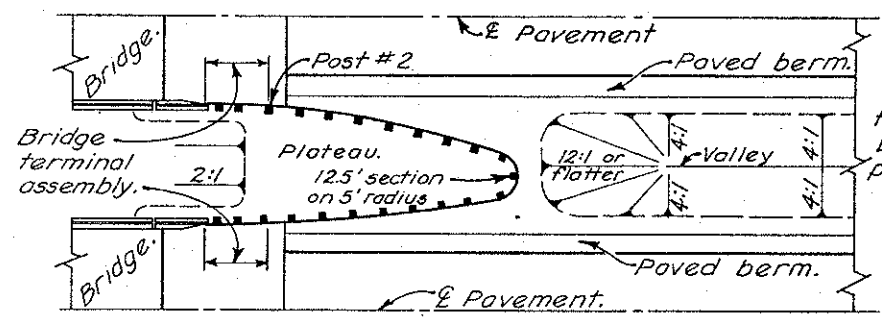 Bridge.
℄ Pavement
Post #2
Paved berm.
Bridge
terminal
assembly.
2:1
Plateau.
12.5' section
on 5' radius
12:1 or
flatter
4:1
4:1
Valley
4:1
4:1
Bridge.
Paved berm.
℄ Pavement.